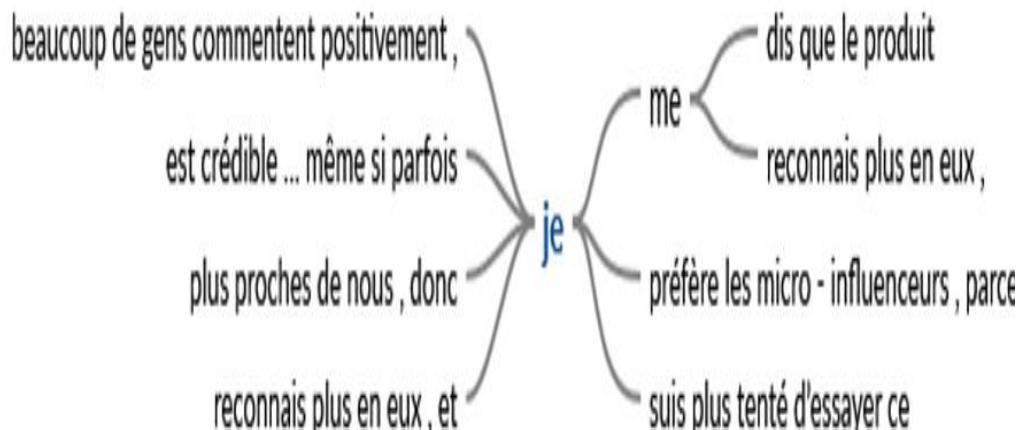 beaucoup de gens commentent positivement ,
est crédible ... même si parfois
plus proches de nous , donc
reconnais plus en eux , et
je
me
dis que le produit
reconnais plus en eux ,
préfère les micro - influenceurs , parce
suis plus tenté d'essayer ce